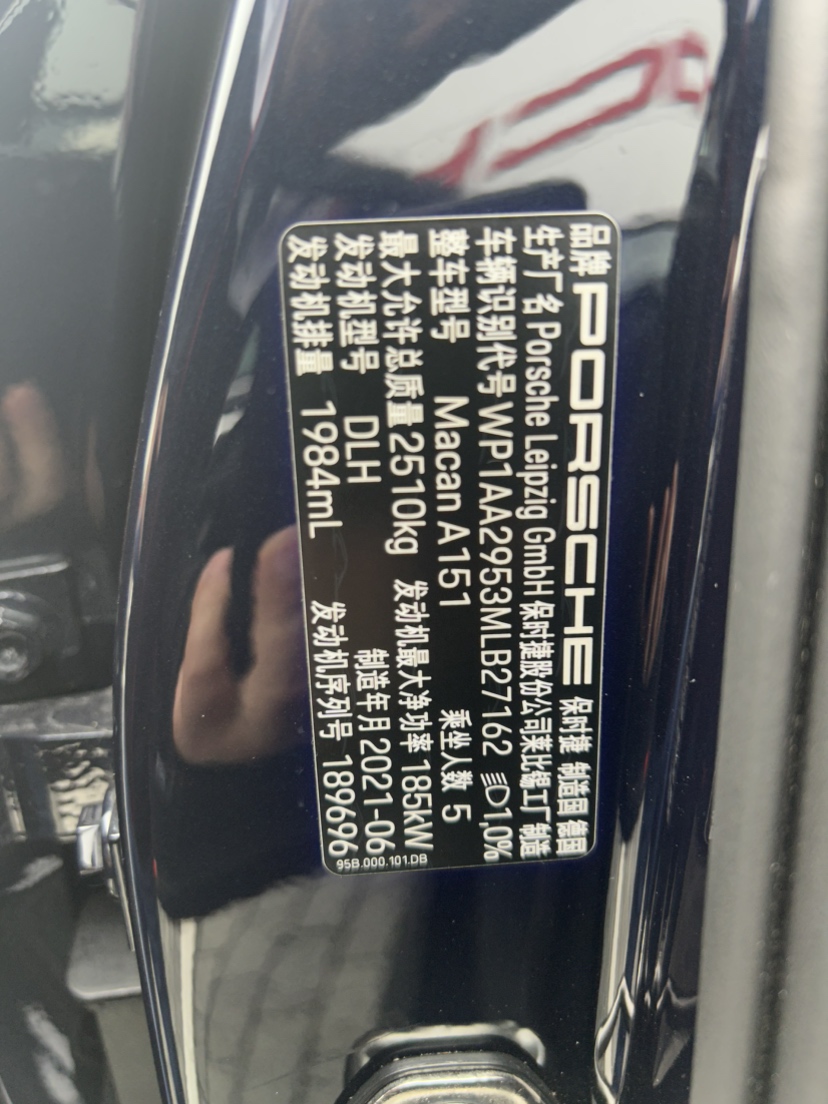 品牌 PORSCHE 保时捷 制造国 德国
生产厂名 Porsche Leipzig GmbH 保时捷股份公司莱比锡工厂 制造
车辆识别代号 WP1AA2953MLB27162 1,0%
整车型号 Macan A151 乘坐人数 5
最大允许总质量 2510kg 发动机最大净功率 185kW
发动机型号 DLH 制造年月 2021-06
发动机排量 1984mL 发动机序列号 189696
95B.000.101.DB